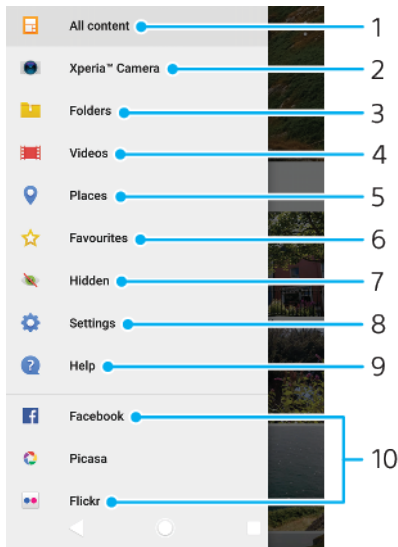 All content 1
Xperia™ Camera 2
Folders 3
Videos 4
Places 5
Favourites 6
Hidden 7
Settings 8
Help 9
Facebook
Picasa 10
Flickr